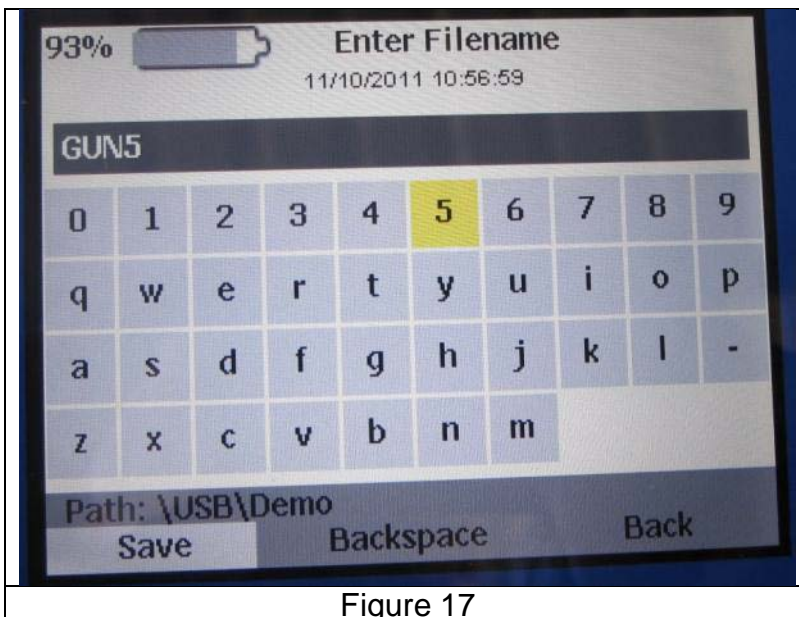 93%
Enter Filename
11/10/2011 10:56:59
GUN5
0 1 2 3 4 5 6 7 8 9
q w e r t y u i o p
a s d f g h j k l -
z x c v b n m
Path: \USB\Demo
Save Backspace Back
Figure 17